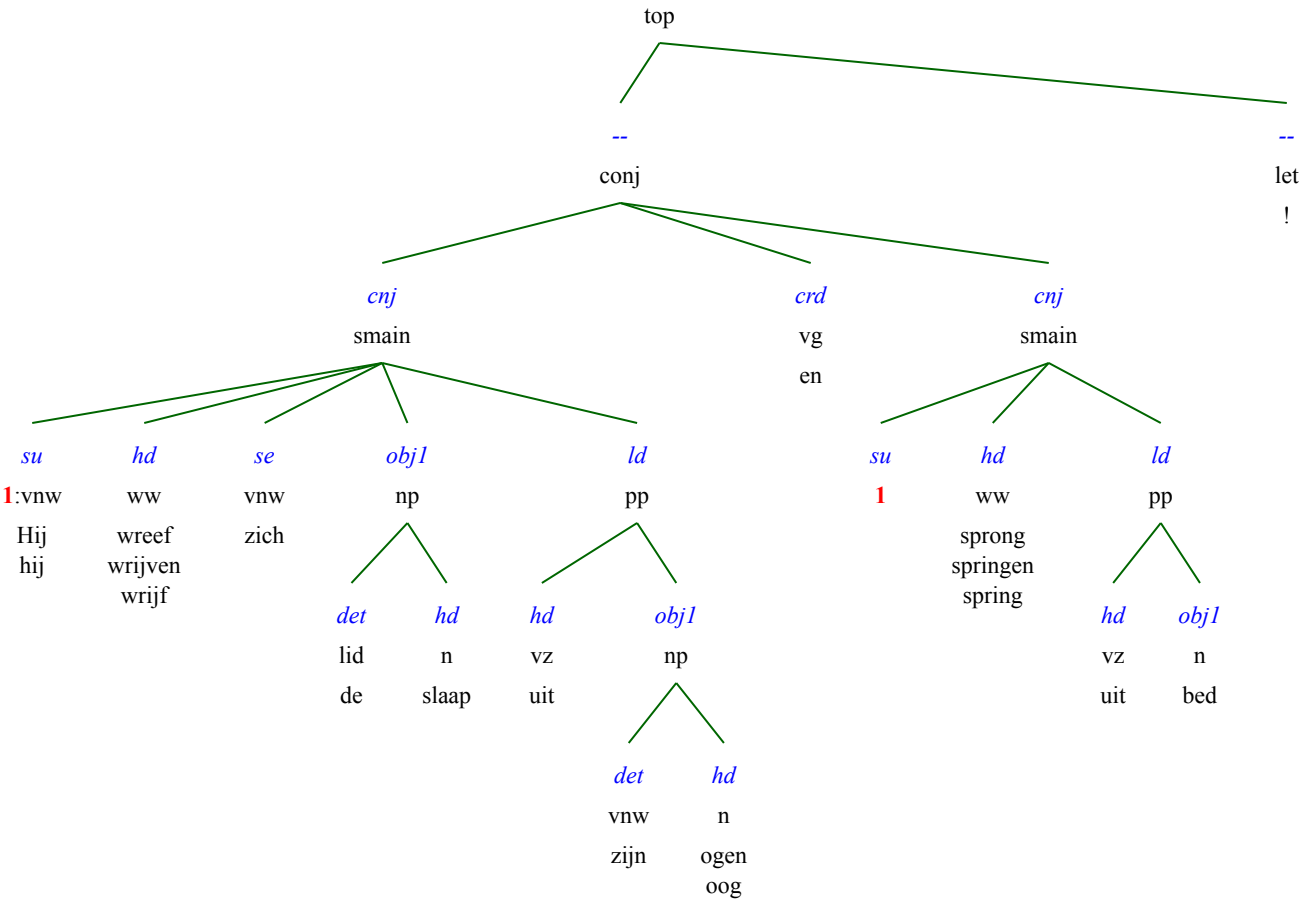 top
-- --
conj let
!
cnj crd cnj
smain vg smain
en
su hd se obj1 ld su hd ld
1:vnw ww vnw np pp 1 ww pp
Hij wreef zich sprong
hij wrijven springen
wrijf spring
det hd hd obj1 hd obj1
lid n vz np vz n
de slaap uit uit bed
det hd
vnw n
zijn ogen
oog